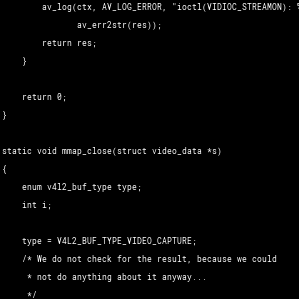 av_log(ctx, AV_LOG_ERROR, "ioctl(VIDIOC_STREAMON):
av_err2str(res));
return res;
}
return 0;
}
static void mmap_close(struct video_data *s)
{
enum v4l2_buf_type type;
int i;
type = V4L2_BUF_TYPE_VIDEO_CAPTURE;
/* We do not check for the result, because we could
* not do anything about it anyway...
*/